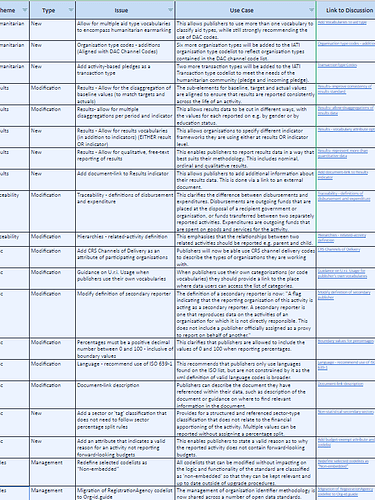 heme Type Issue Use Case Link to Discussion
manitarian New Allow for multiple aid type vocabularies This allows publishers to use more than one vocabulary to
to encompass humanitarian earmarking classify aid types, while still strongly recommending the
use of DAC codes.
manitarian New Organisation type codes - additions Six more organisation types will be added to the IATI
(Aligned with DAC Channel Codes) organisation type codelist to reflect organisation types
contained in the DAC channel code list.
manitarian New Add activity-based pledges as a Two more transaction types will be added to the IATI
transaction type Transaction Type codelist to meet the needs of the
humanitarian community (pledge and incoming pledge).
ults Modification Results - Allow for the disaggregation of The subelements for baseline, target and actual
baseline values (to match targets and values are aligned to ensure that results are reported consistently
actuals) across the life of an activity.
ults Modification Results- allow for multiple This allows results data to be cut in different ways, with
disaggregations per period and indicator the values for each reported on e.g. by gender or by
education status.
ults New Results - Allow for results vocabularies This allows organisations to specify different indicator
(in addition to indicators) (EITHER result frameworks they are using either at result OR indicator
OR indicator) level.
ults New Results - Allow for qualitative, free-text This enables publishers to report results data in a way that
reporting of results best suits their methodology. This includes nominal,
ordinal and qualitative results.
ults New Add document-link to Results indicator This allows publishers to add additional information about
their results data. This is done via a link to an external
document.
eability Modification Traceability - definitions of disbursement This clarifies the difference between disbursements and
and expenditure expenditures. Disbursements are outgoing funds that are
placed at the disposal of a recipient government or
organisation, or funds transferred between two separately
reported activities. Expenditures are outgoing funds that
are spent on goods and services for the activity.
eability Modification Hierarchies - related-activity definition This emphasises that the relationships between two
related activities should be reported e.g. parent and child.
c New Add CRS Channels of Delivery as an Publishers will now be able use CRS channel delivery codes
attribute of participating organisations to describe the types of organisations they are working
with.
c Modification Guidance on U.r.i. Usage when When publishers use their own categorisations (or code
publishers use their own vocabularies vocabularies) they should provide a link to the place
where data users can access the list of categories.
c Modification Modify definition of secondary reporter The definition of a secondary reporter is now: "A flag
indicating that the reporting organisation of this activity is
acting as a secondary reporter. A secondary reporter is
one that reproduces data on the activities of an
organisation for which it is not directly responsible. This
does not include a publisher officially assigned as a proxy
to report on behalf of another".
c Modification Percentages must be a positive decimal This clarifies that publishers are allowed to include the
number between 0 and 100 - inclusive of values of 0 and 100 when reporting percentages.
boundary values
c Modification Language - recommend use of ISO 639-1 This recommends that publishers only use languages
found on the ISO list, but are not constrained by it as the
xml definition of valid language codes is broader.
c Modification Document-link description Publishers can describe the documents they have
referenced within their data, such as description of the
document or guidance on where to find relevant
information in the document.
c New Add a sector or 'tag' classification that Provides for a structured and referenced sector-type
does not need to follow sector classification that does not relate to the financial
percentage split rules apportioning of the activity. Multiple values can be
reported without assigning a percentage split.
c New Add an attribute that indicates a valid This enables publishers to state a valid reason as to why
reason for an activity not reporting the reported activity does not contain forward-looking
forward-looking budgets budgets.
les Management Redefine selected codelists as All codelists that can be modified without impacting on
"Non-embedded" the logic and functionality of the standard are classified
as 'non-embedded' so that they can be kept relevant and
up to date outside of upgrade procedures.
les Management Migration of RegistrationAgency codelist The management of organisation identifier methodology is
to Org-id guide now shared across a number of open data standards.